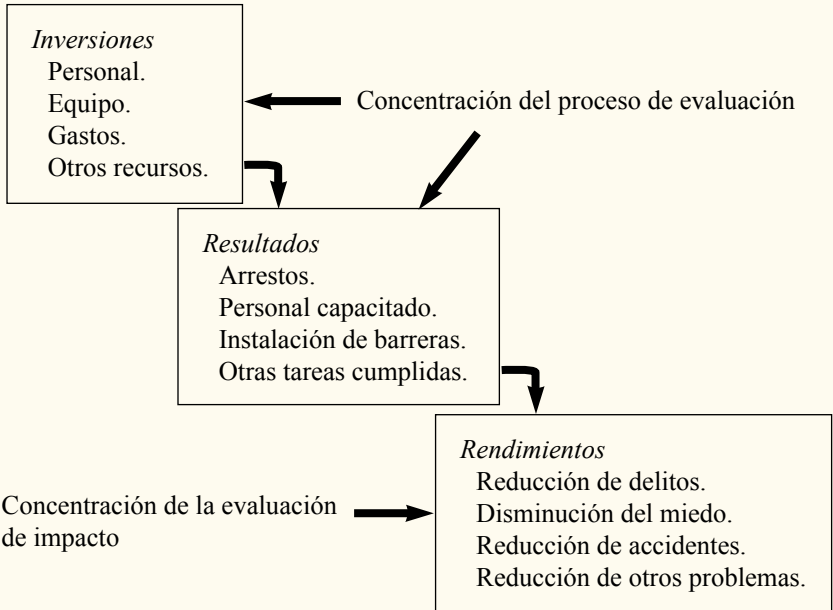 Inversiones
Personal.
Equipo.
Gastos.
Otros recursos.
Concentración del proceso de evaluación
Resultados
Arrestos.
Personal capacitado.
Instalación de barreras.
Otras tareas cumplidas.
Rendimientos
Reducción de delitos.
Disminución del miedo.
Reducción de accidentes.
Reducción de otros problemas.
Concentración de la evaluación
de impacto